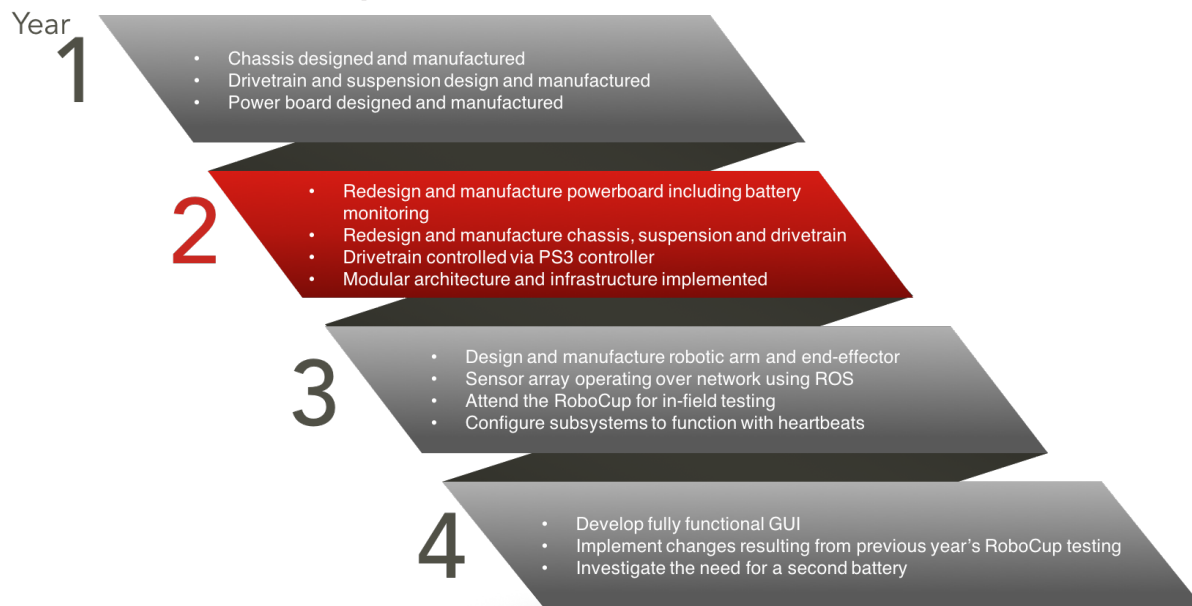 Year
1
• Chassis designed and manufactured
• Drivetrain and suspension design and manufactured
• Power board designed and manufactured
2
• Redesign and manufacture powerboard including battery
monitoring
• Redesign and manufacture chassis, suspension and drivetrain
• Drivetrain controlled via PS3 controller
• Modular architecture and infrastructure implemented
3
• Design and manufacture robotic arm and end-effector
• Sensor array operating over network using ROS
• Attend the RoboCup for in-field testing
• Configure subsystems to function with heartbeats
4
• Develop fully functional GUI
• Implement changes resulting from previous year's RoboCup testing
• Investigate the need for a second battery